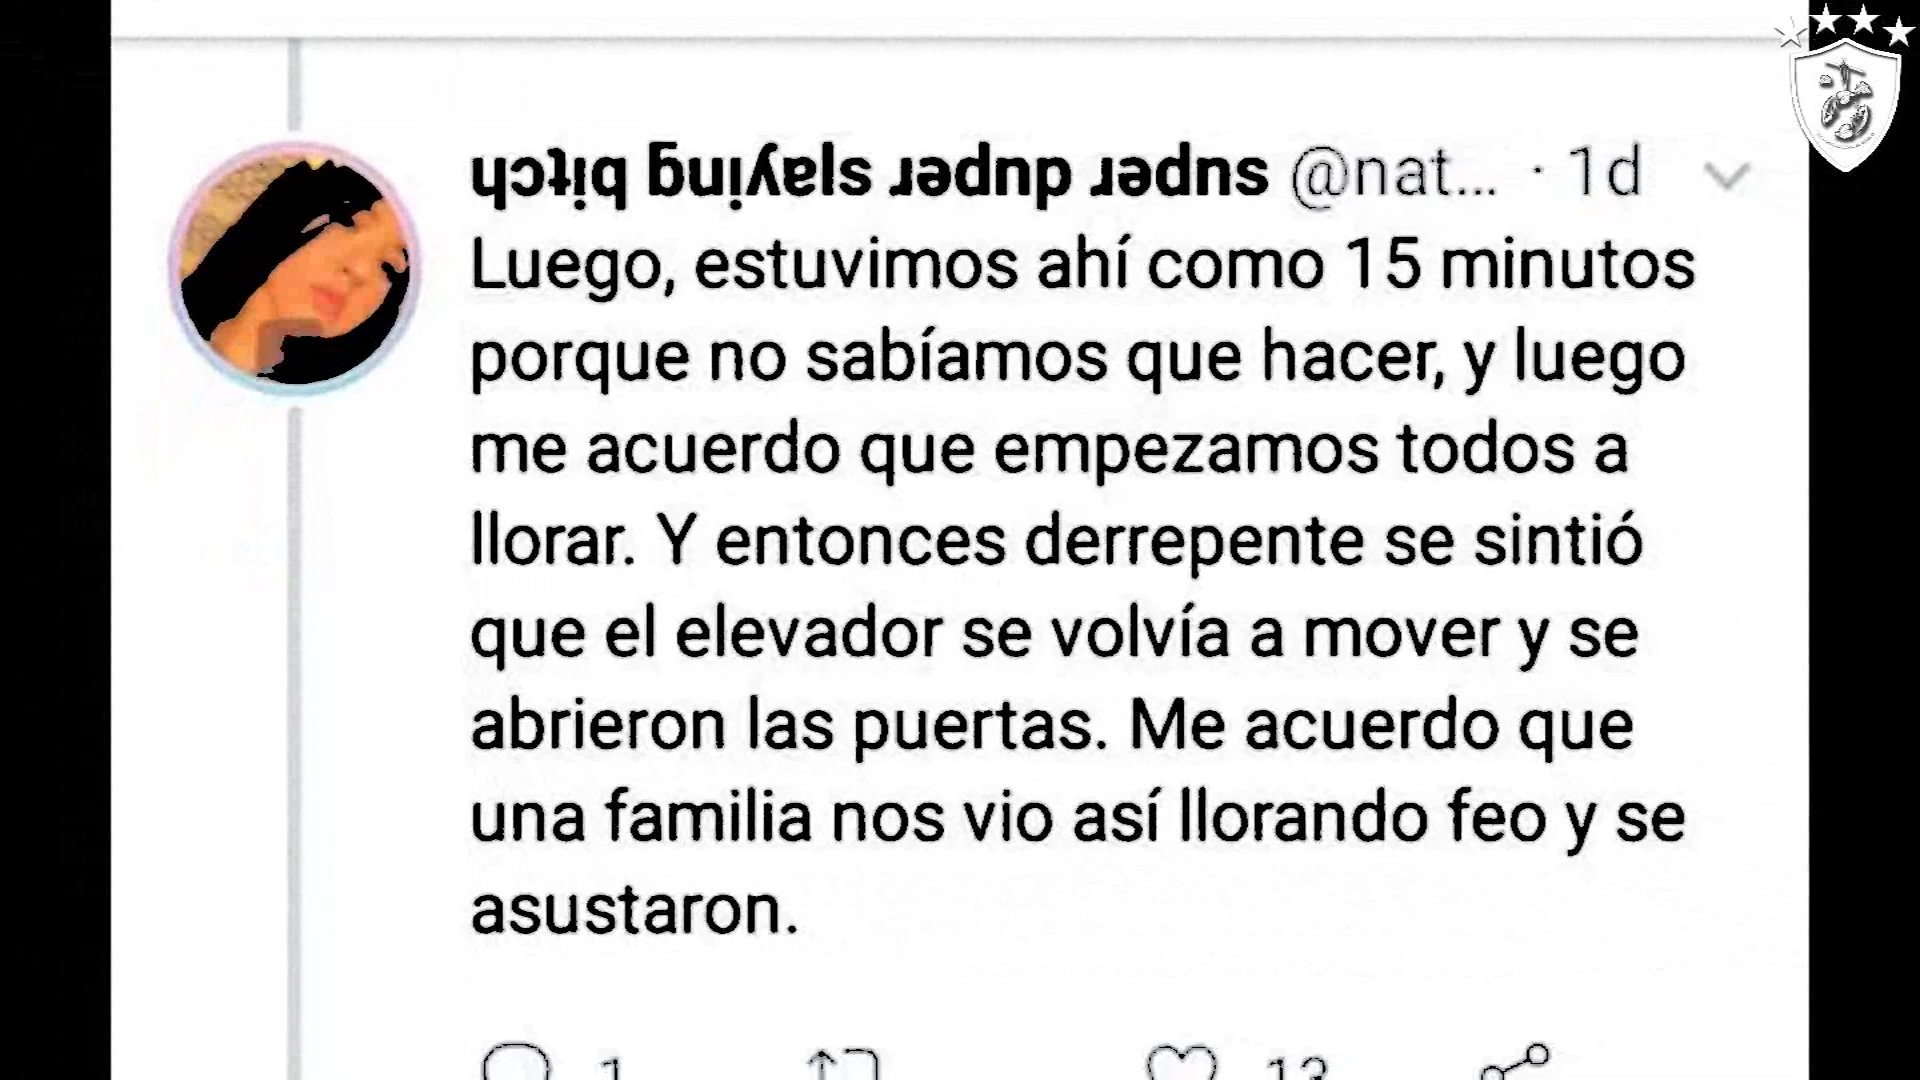 ɥɔʇᴉq ƃuᴉʎɐls ɹǝdnp ɹǝdns @nat... · 1d
Luego, estuvimos ahí como 15 minutos
porque no sabíamos que hacer, y luego
me acuerdo que empezamos todos a
llorar. Y entonces derrepente se sintió
que el elevador se volvía a mover y se
abrieron las puertas. Me acuerdo que
una familia nos vio así llorando feo y se
asustaron.
1 13